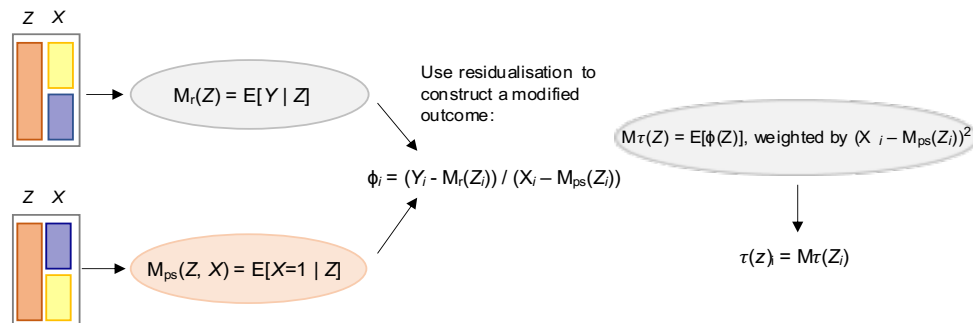 Z X
Mr(Z) = E[Y | Z]
Use residualisation to
construct a modified
outcome:
Mτ(Z) = E[ϕ(Z)], weighted by (X i – Mps(Zi))2
ϕi = (Yi - Mr(Zi)) / (Xi – Mps(Zi))
Z X
Mps(Z, X) = E[X=1 | Z]
τ(z)i = Mτ(Zi)